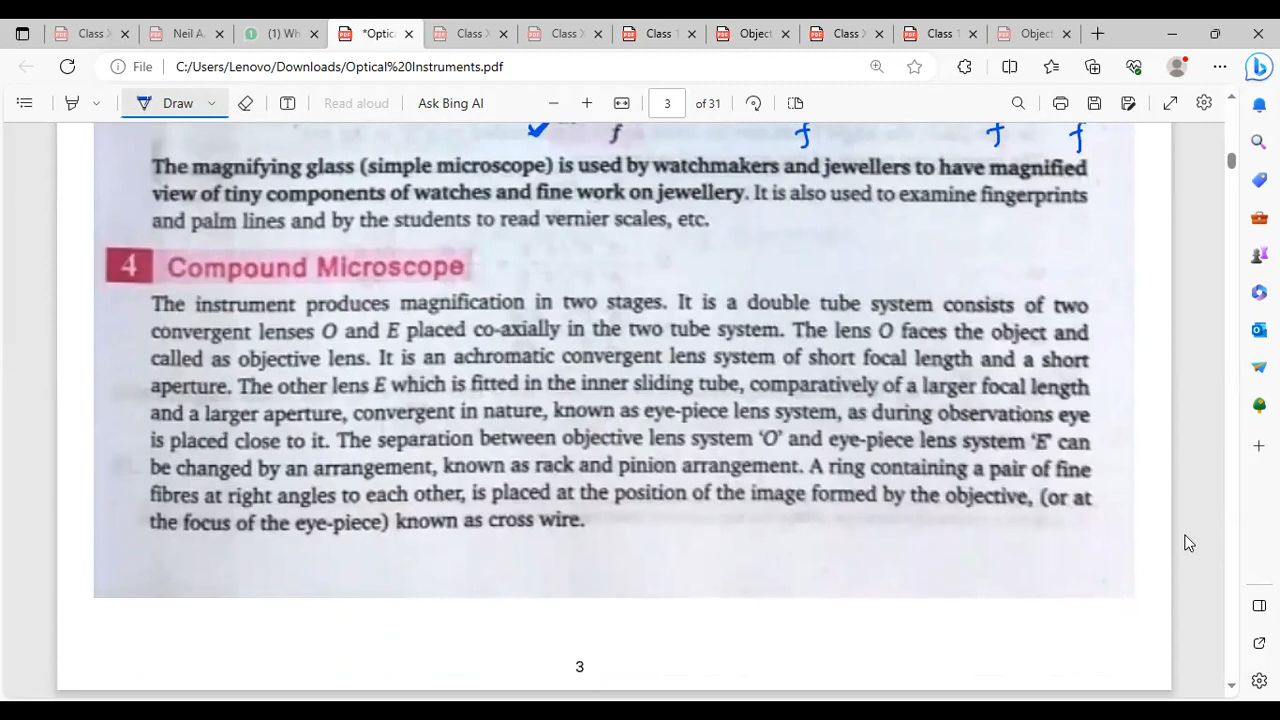 Class X
Neil A.
(1) WI
*Optica
Class X
Class X
Class 1
Object
Class X
Class 1
Object
File
C:/Users/Lenovo/Downloads/Optical%20Instruments.pdf
Draw
Read aloud
Ask Bing AI
3 of 31
f f f f
The magnifying glass (simple microscope) is used by watchmakers and jewellers to have magnified
view of tiny components of watches and fine work on jewellery. It is also used to examine fingerprints
and palm lines and by the students to read vernier scales, etc.
4 Compound Microscope
The instrument produces magnification in two stages. It is a double tube system consists of two
convergent lenses O and E placed co-axially in the two tube system. The lens O faces the object and
called as objective lens. It is an achromatic convergent lens system of short focal length and a short
aperture. The other lens E which is fitted in the inner sliding tube, comparatively of a larger focal length
and a larger aperture, convergent in nature, known as eye-piece lens system, as during observations eye
is placed close to it. The separation between objective lens system 'O' and eye-piece lens system 'E' can
be changed by an arrangement, known as rack and pinion arrangement. A ring containing a pair of fine
fibres at right angles to each other, is placed at the position of the image formed by the objective, (or at
the focus of the eye-piece) known as cross wire.
3